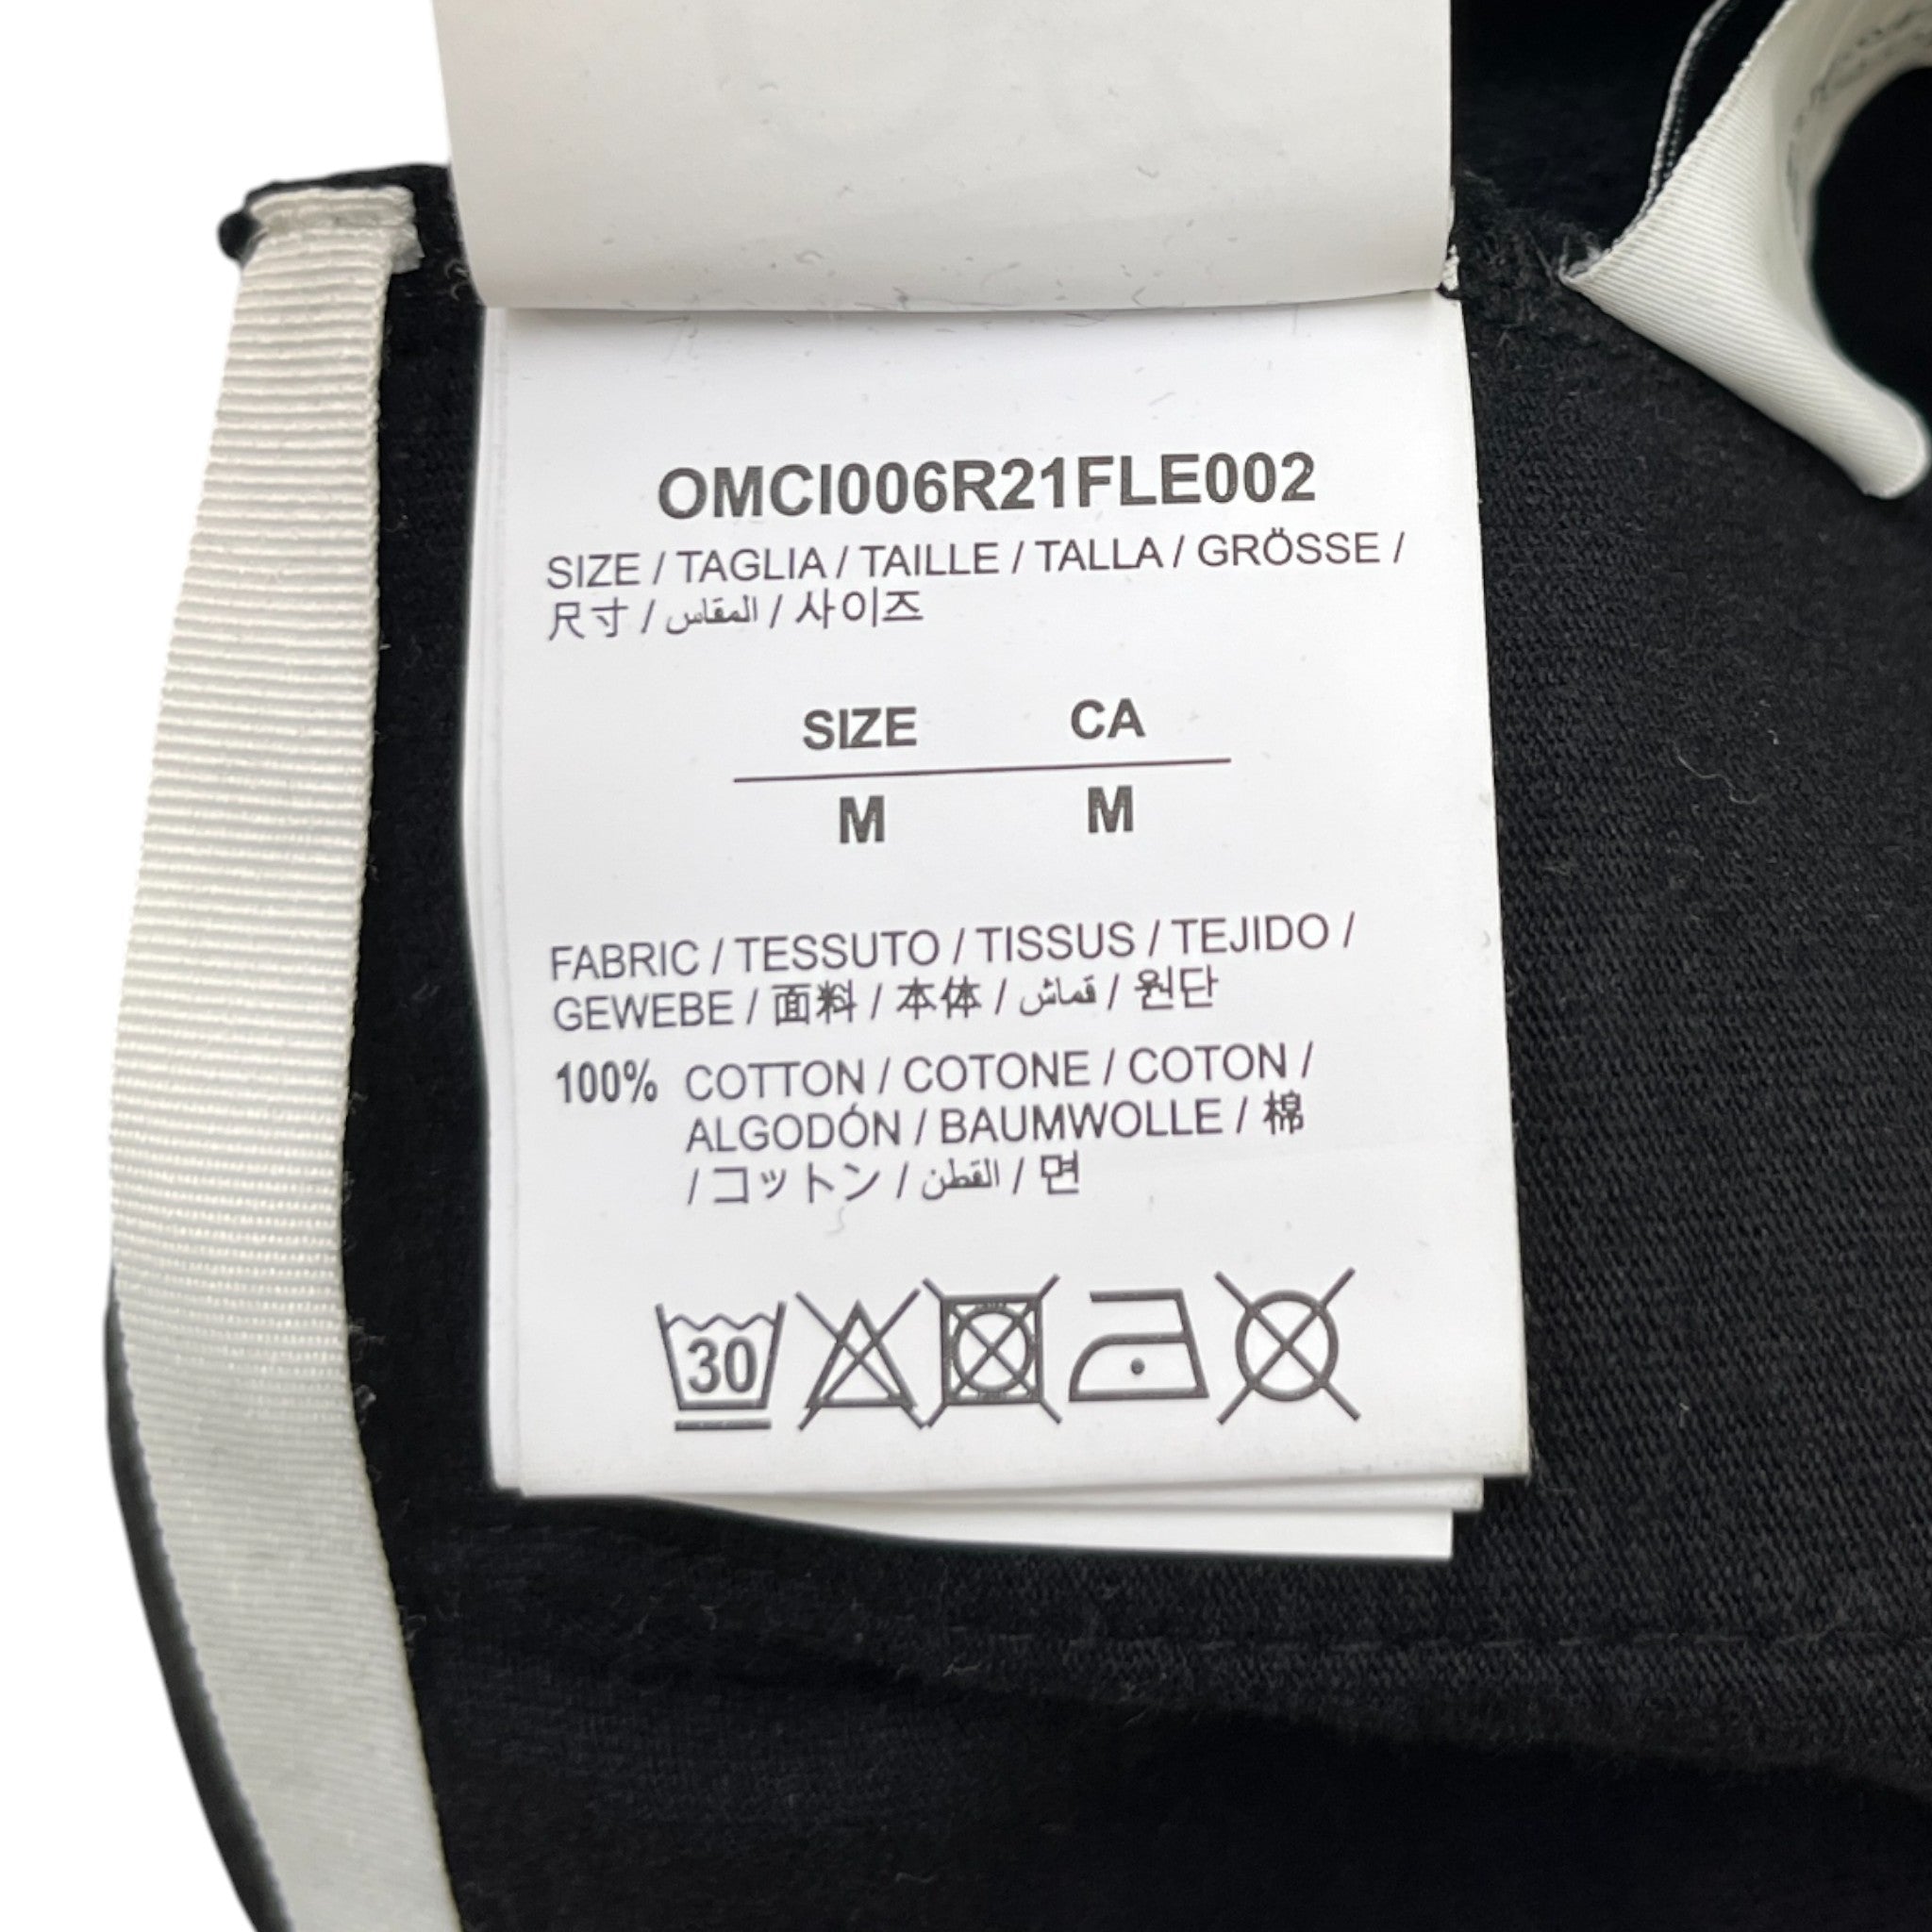 OMCI006R21FLE002
SIZE / TAGLIA / TAILLE / TALLA / GRÖSSE /
尺寸 / المقاس / 사이즈
SIZE CA
M M
FABRIC / TESSUTO / TISSUS / TEJIDO /
GEWEBE / 面料 / 本体 / قماش / 원단
100% COTTON / COTONE / COTON /
ALGODÓN / BAUMWOLLE / 棉
/ コットン / القطن / 면
30